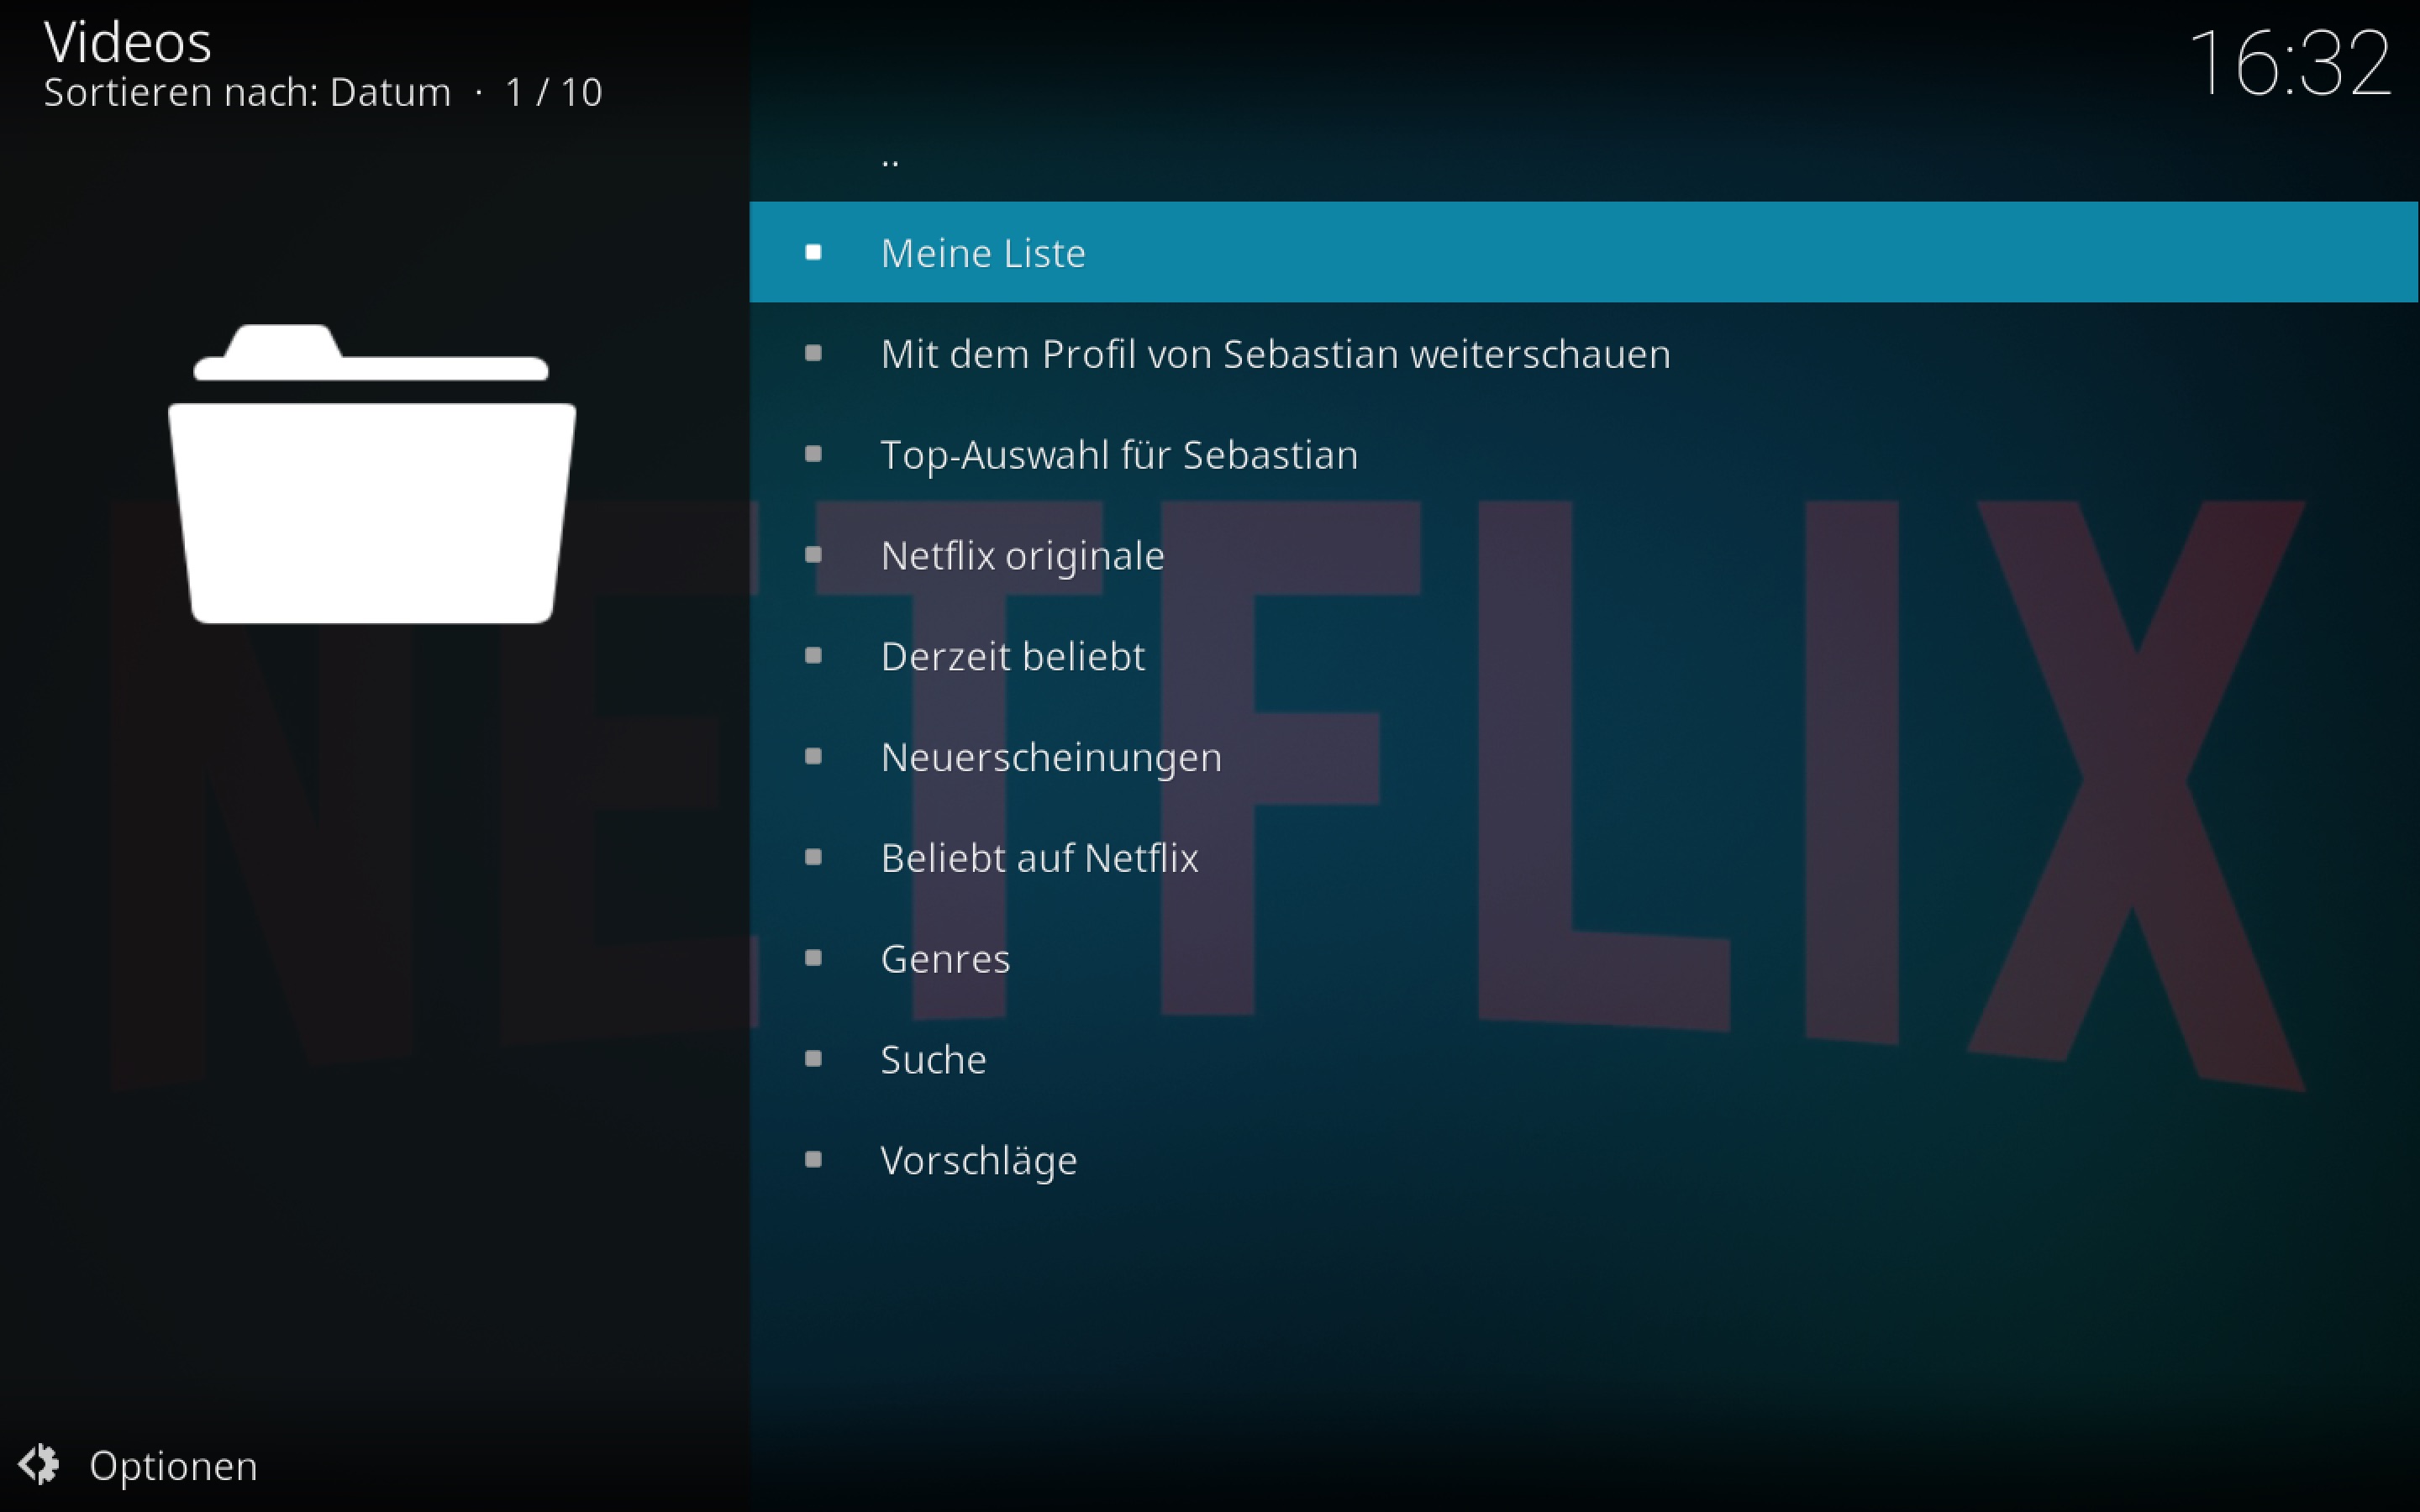 Videos
Sortieren nach: Datum · 1 / 10
16:32
..
Meine Liste
Mit dem Profil von Sebastian weiterschauen
Top-Auswahl für Sebastian
Netflix originale
Derzeit beliebt
Neuerscheinungen
Beliebt auf Netflix
Genres
Suche
Vorschläge
NETFLIX
Optionen